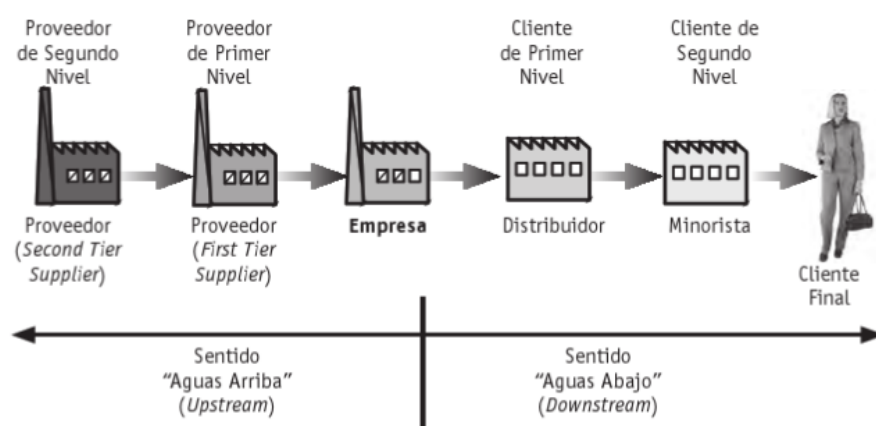 Proveedor
de Segundo
Nivel
Proveedor
de Primer
Nivel
Cliente
de Primer
Nivel
Cliente de
Segundo
Nivel
Proveedor
(Second Tier
Supplier)
Proveedor
(First Tier
Supplier)
Empresa
Distribuidor
Minorista
Cliente
Final
Sentido
“Aguas Arriba”
(Upstream)
Sentido
“Aguas Abajo”
(Downstream)